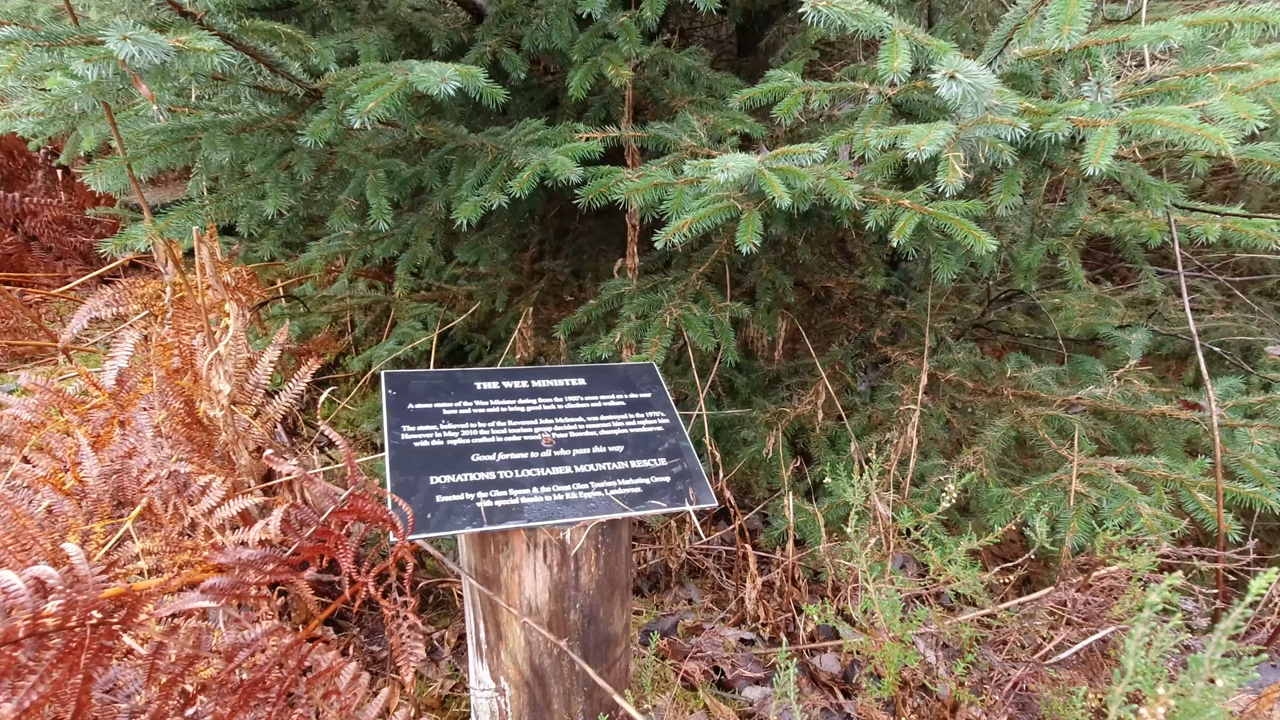 THE WEE MINISTER
A stone statue of the Wee Minister dating from the 1900's once stood on a site near
here and was said to bring good luck to climbers and walkers.
The statue, believed to be of the Reverend John McIntosh, was destroyed in the 1970's.
However in May 2010 the local tourism group decided to resurrect him and replace him
with this replica crafted in cedar wood by Peter Bowsher, champion
Good fortune to all who pass this way
DONATIONS TO LOCHABER MOUNTAIN RESCUE
Erected by the Glen Spean & the Great Glen Tourism Marketing Group
with special thanks to Mr Rik Eppien, Landowner.